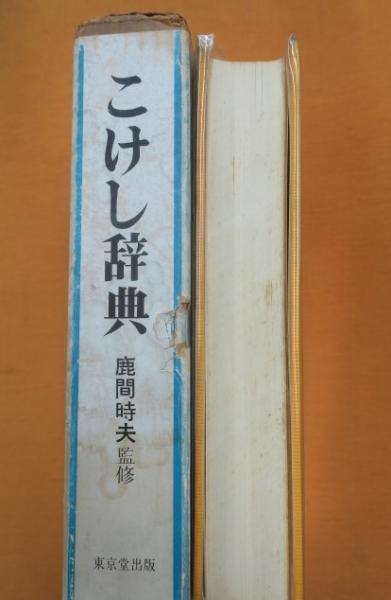 こけし辞典
鹿間時夫監修
東京堂出版